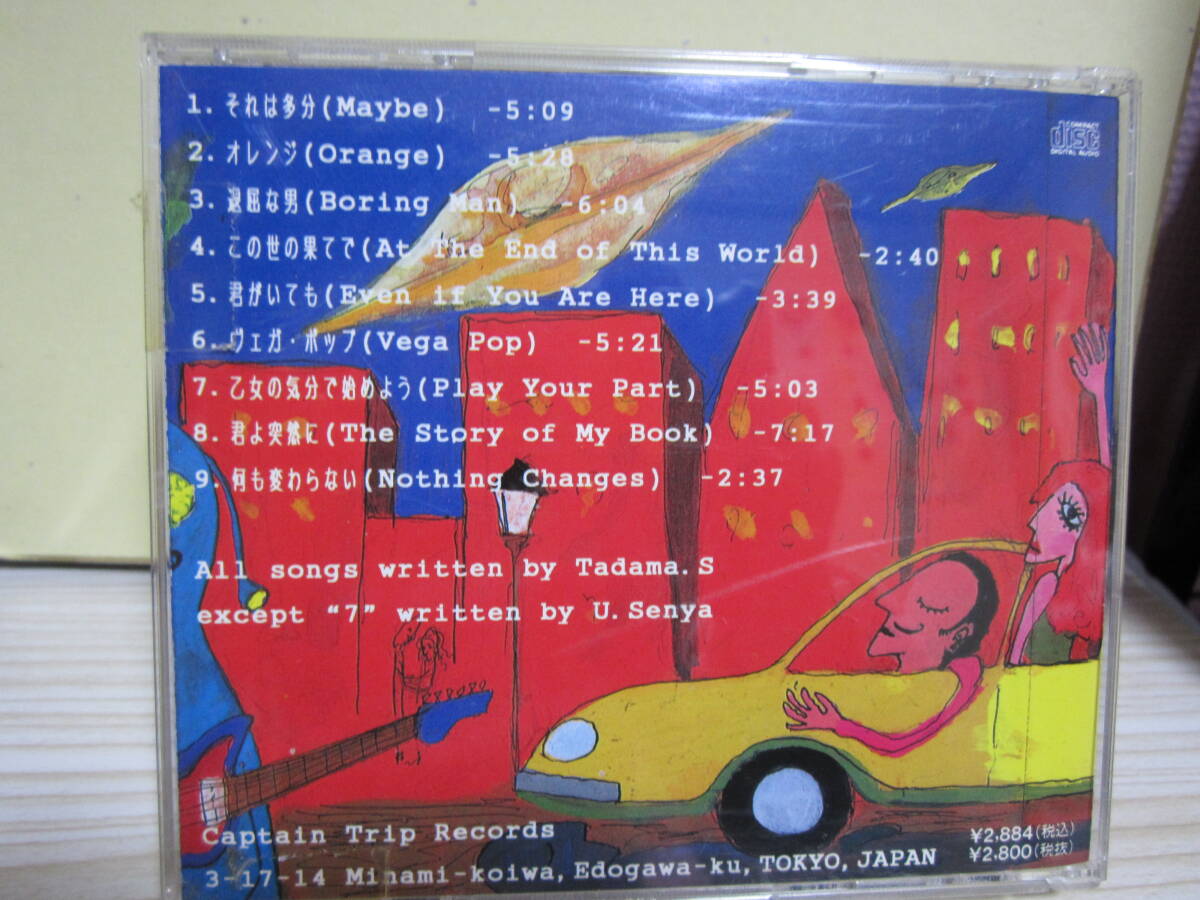 1. それは多分(Maybe) -5:09
COMPACT
disc
DIGITAL AUDIO
2. オレンジ(Orange) -5:28
3. 退屈な男(Boring Man) -6:04
4. この世の果てで(At The End of This World) -2:40
5. 君がいても(Even if You Are Here) -3:39
6. ヴェガ・ポップ(Vega Pop) -5:21
7. 乙女の気分で始めよう(Play Your Part) -5:03
8. 君よ突然に(The Story of My Book) -7:17
9. 何も変わらない(Nothing Changes) -2:37
All songs written by Tadama.S
except “7” written by U.Senya
Captain Trip Records
3-17-14 Minami-koiwa, Edogawa-ku, TOKYO, JAPAN
¥2,884(税込)
¥2,800(税抜)